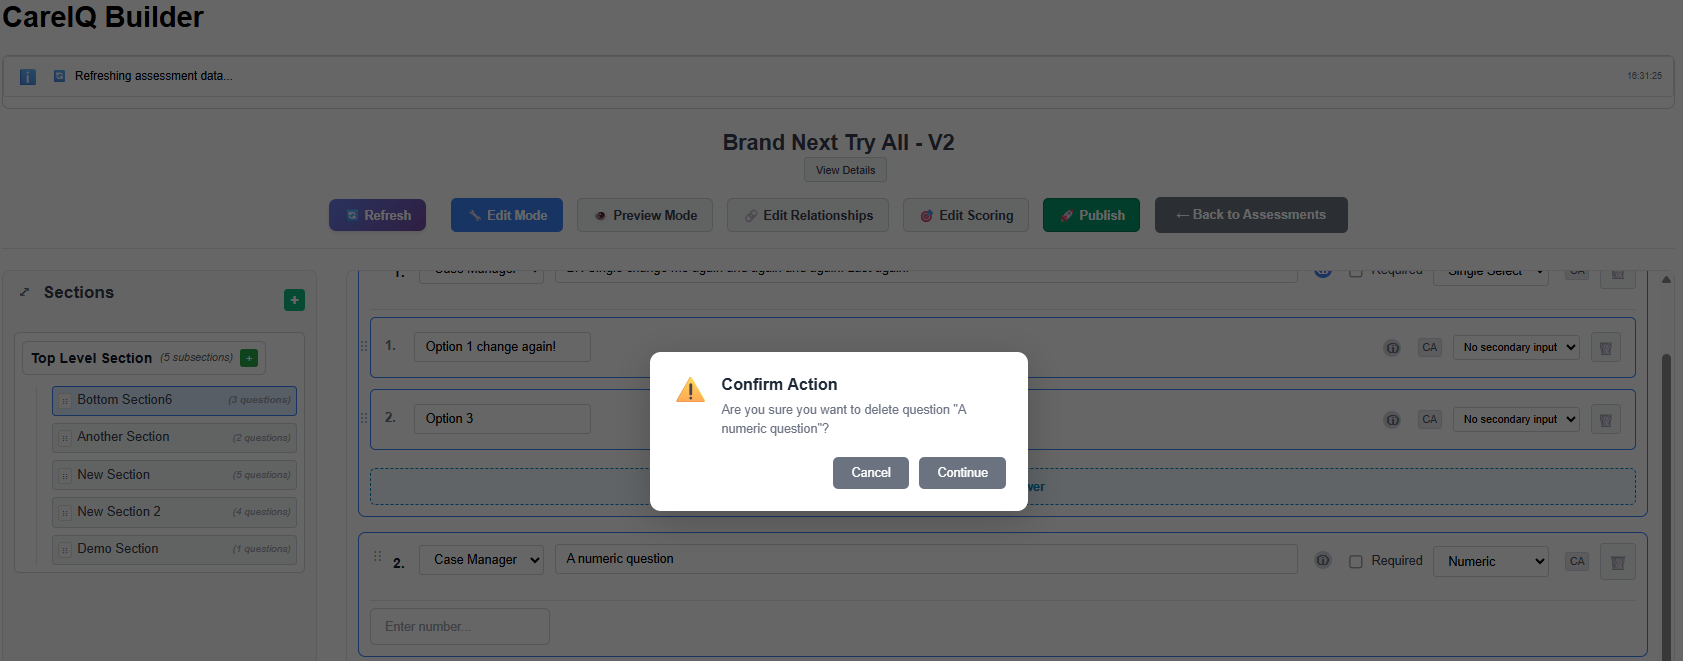 CareIQ Builder
Refreshing assessment data...
16:31:25
Brand Next Try All - V2
View Details
Refresh
Edit Mode
Preview Mode
Edit Relationships
Edit Scoring
Publish
← Back to Assessments
Sections
+
Top Level Section (5 subsections) +
Bottom Section6 (3 questions)
Another Section (2 questions)
New Section (5 questions)
New Section 2 (4 questions)
Demo Section (1 questions)
1. Case Manager Required Single Select CA
1. Option 1 change again! CA No secondary input
2. Option 3 CA No secondary input
Confirm Action
Are you sure you want to delete question "A
numeric question"?
Cancel Continue
2. Case Manager A numeric question Required Numeric CA
Enter number...